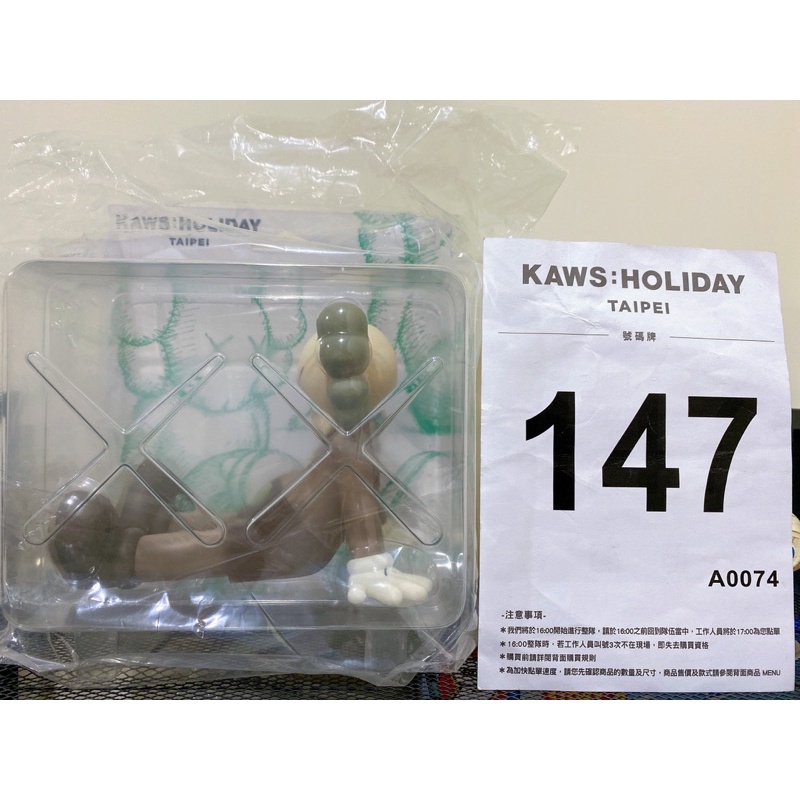 KAWS:HOLIDAY
TAIPEI
KAWS:HOLIDAY
TAIPEI
號碼牌
147
A0074
-注意事項-
＊我們將於16:00開始進行整隊，請於16:00之前回到隊伍當中，工作人員將於17:00為您點單
＊16:00整隊時，若工作人員叫號3次不在現場，即失去購買資格
＊購買前請詳閱背面購買規則
＊為加快點單速度，請您先確認商品的數量及尺寸，商品售價及款式請參閱背面商品 MENU